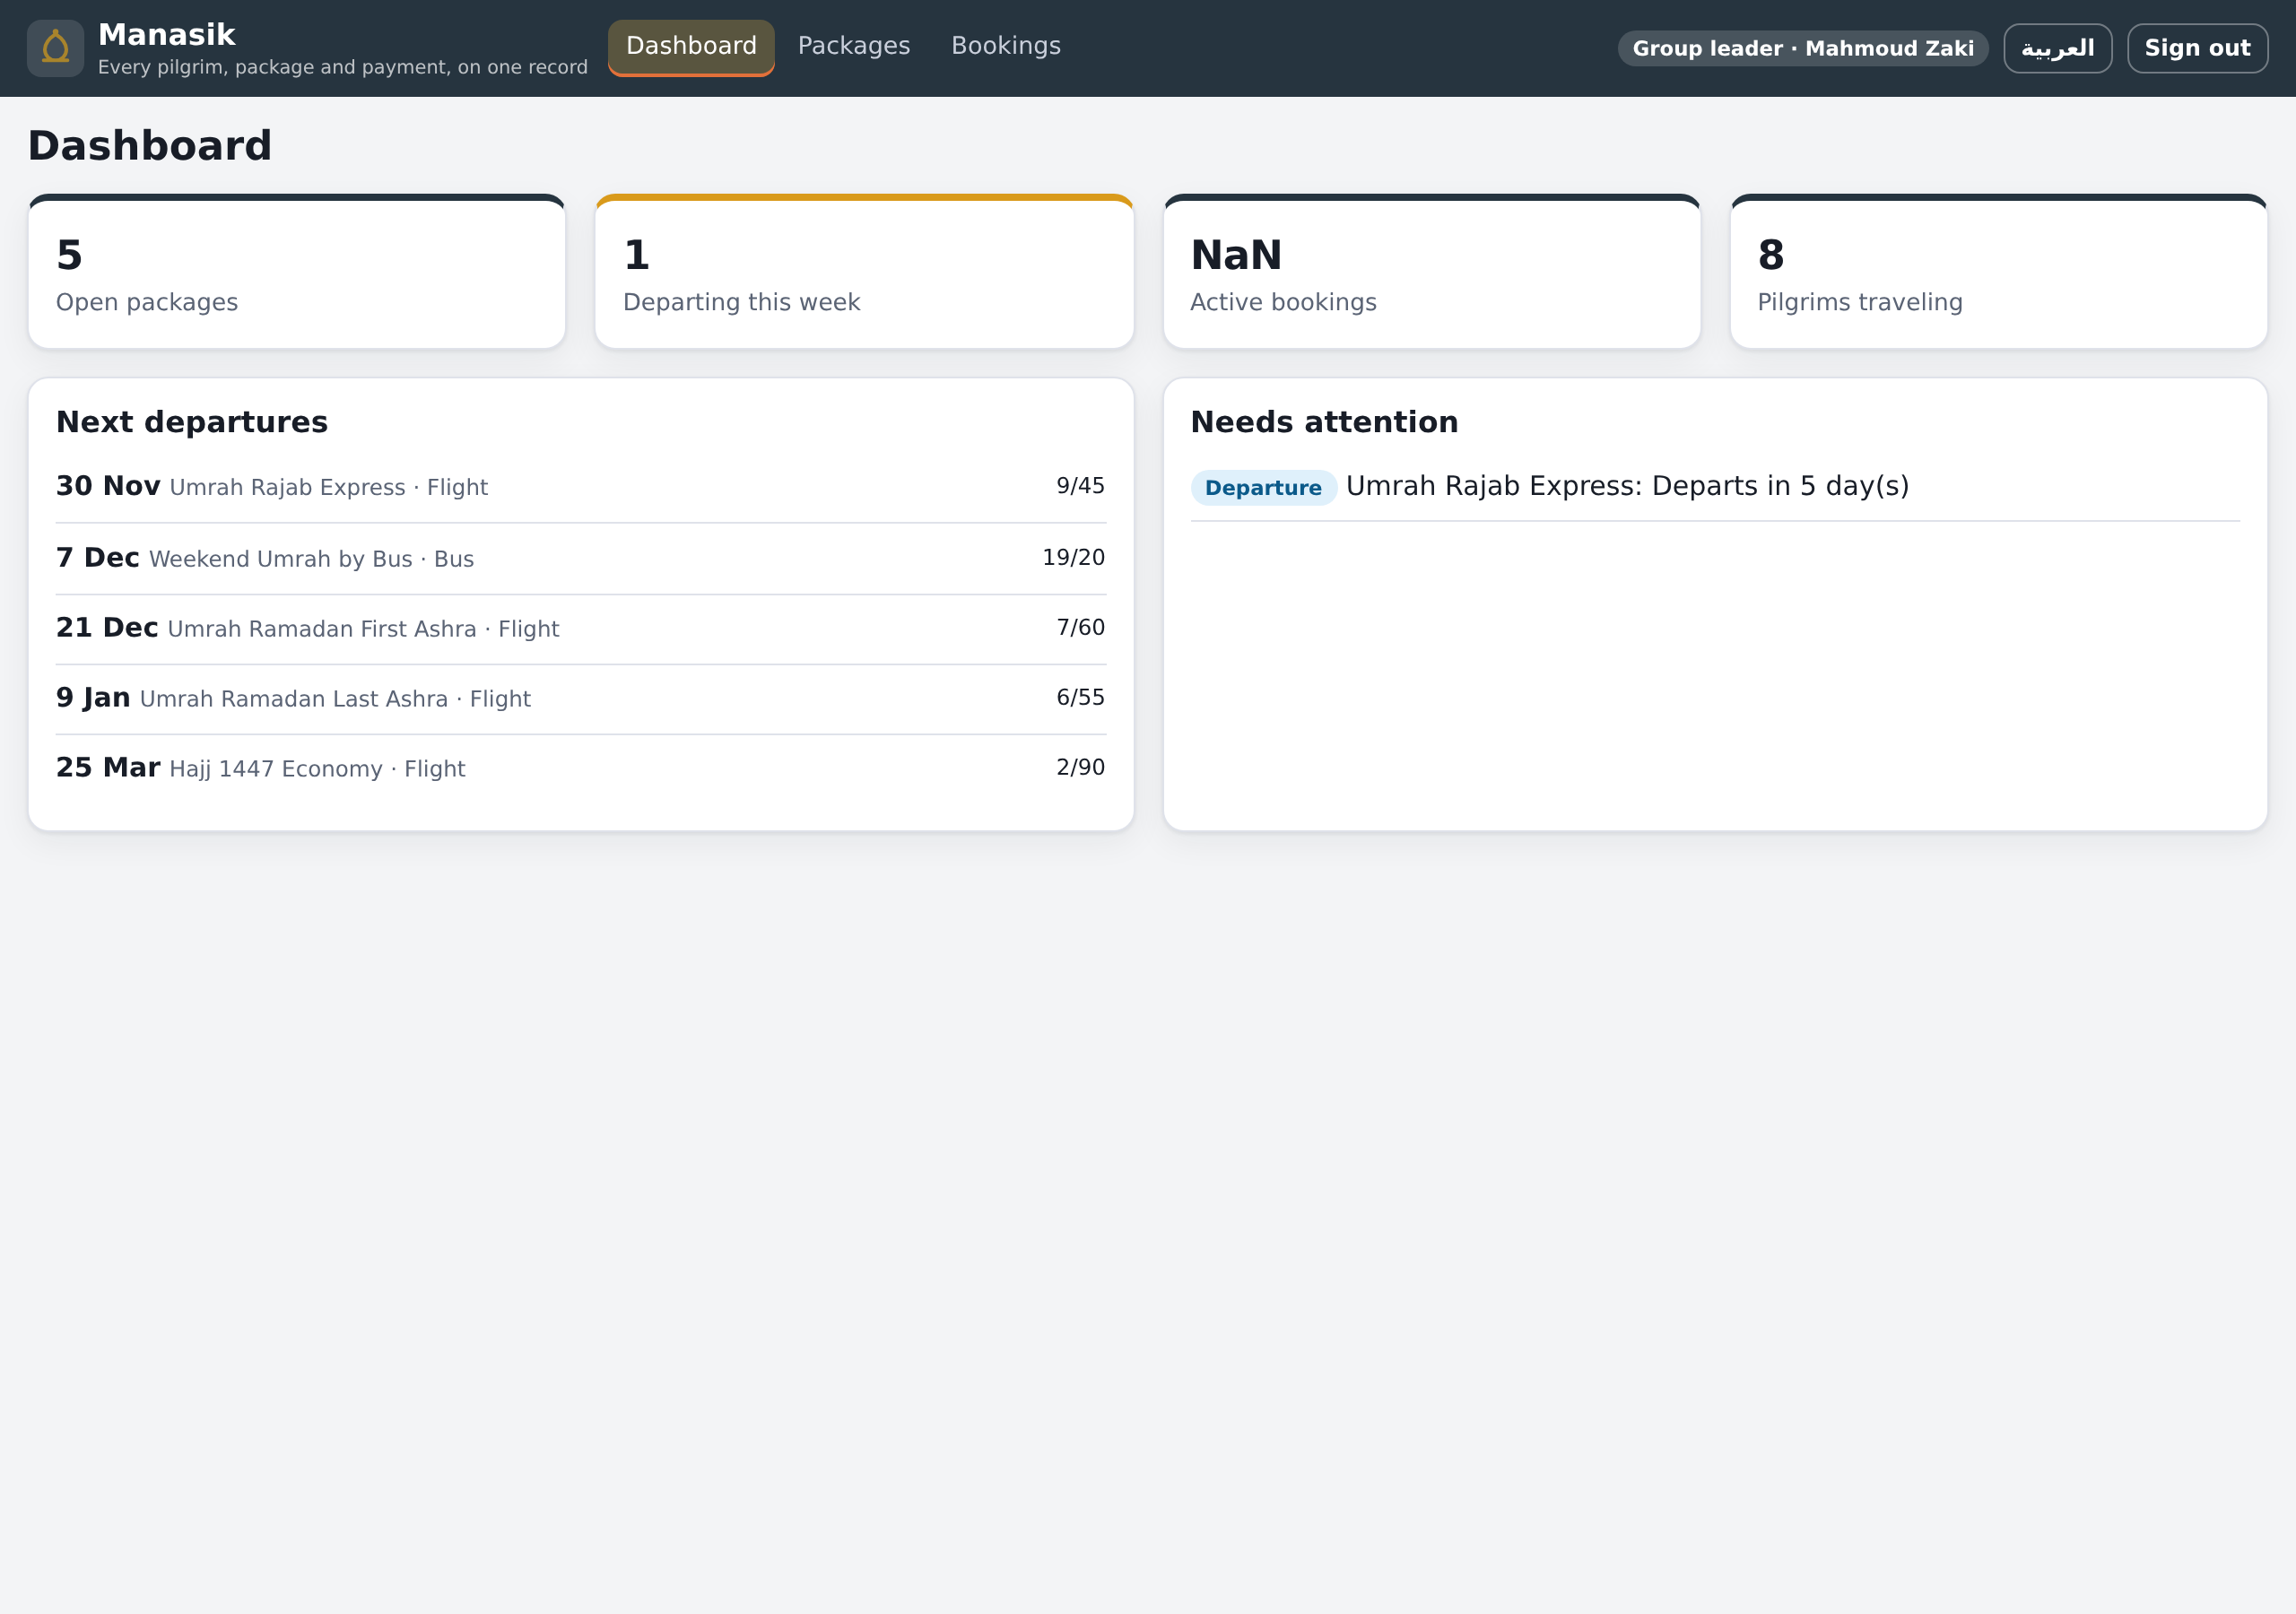 Manasik
Every pilgrim, package and payment, on one record
Dashboard
Packages
Bookings
Group leader · Mahmoud Zaki
العربية
Sign out
Dashboard
5
Open packages
1
Departing this week
NaN
Active bookings
8
Pilgrims traveling
Next departures
30 Nov Umrah Rajab Express · Flight 9/45
7 Dec Weekend Umrah by Bus · Bus 19/20
21 Dec Umrah Ramadan First Ashra · Flight 7/60
9 Jan Umrah Ramadan Last Ashra · Flight 6/55
25 Mar Hajj 1447 Economy · Flight 2/90
Needs attention
Departure Umrah Rajab Express: Departs in 5 day(s)